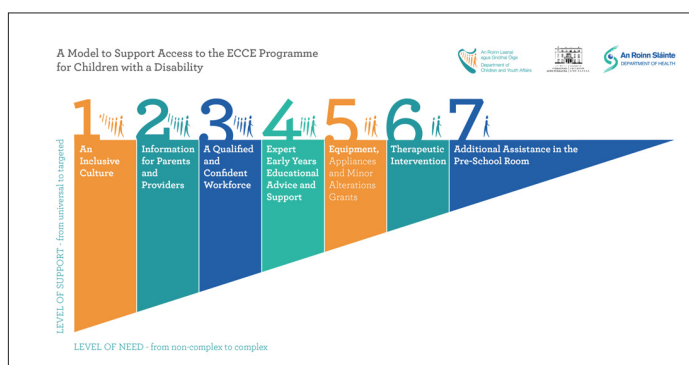 A Model to Support Access to the ECCE Programme
for Children with a Disability
An Roinn Leanaí
agus Gnóthaí Óige
Department of
Children and Youth Affairs
An Roinn Sláinte
DEPARTMENT OF HEALTH
1
An
Inclusive
Culture
2
Information
for Parents
and
Providers
3
A Qualified
and
Confident
Workforce
4
Expert
Early Years
Educational
Advice and
Support
5
Equipment,
Appliances
and Minor
Alterations
Grants
6
Therapeutic
Intervention
7
Additional Assistance in the
Pre-School Room
LEVEL OF SUPPORT - from universal to targeted
LEVEL OF NEED - from non-complex to complex